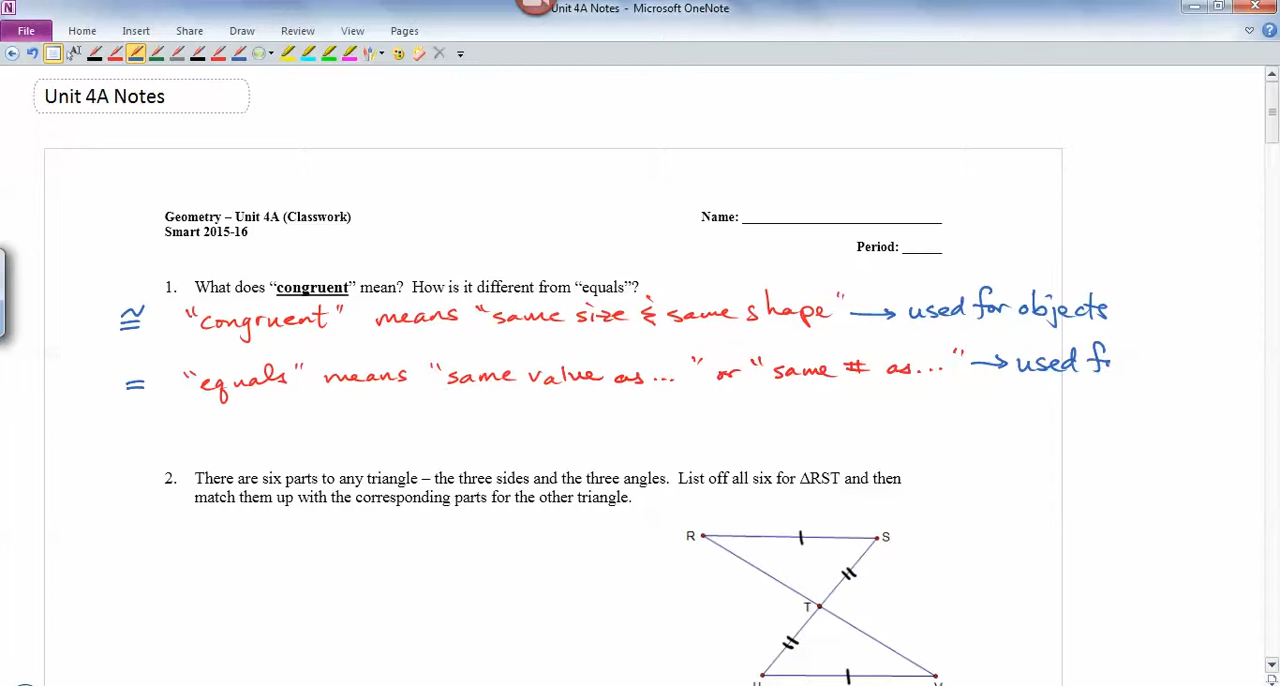 Unit 4A Notes - Microsoft OneNote
File Home Insert Share Draw Review View Pages
Unit 4A Notes
Geometry – Unit 4A (Classwork)
Name: ____________________
Smart 2015-16
Period: _____
1. What does “congruent” mean? How is it different from “equals”?
≅ "congruent" means "same size & same shape" → used for objects
= "equals" means "same value as..." or "same # as..." → used f
2. There are six parts to any triangle – the three sides and the three angles. List off all six for ΔRST and then
match them up with the corresponding parts for the other triangle.
R S
T